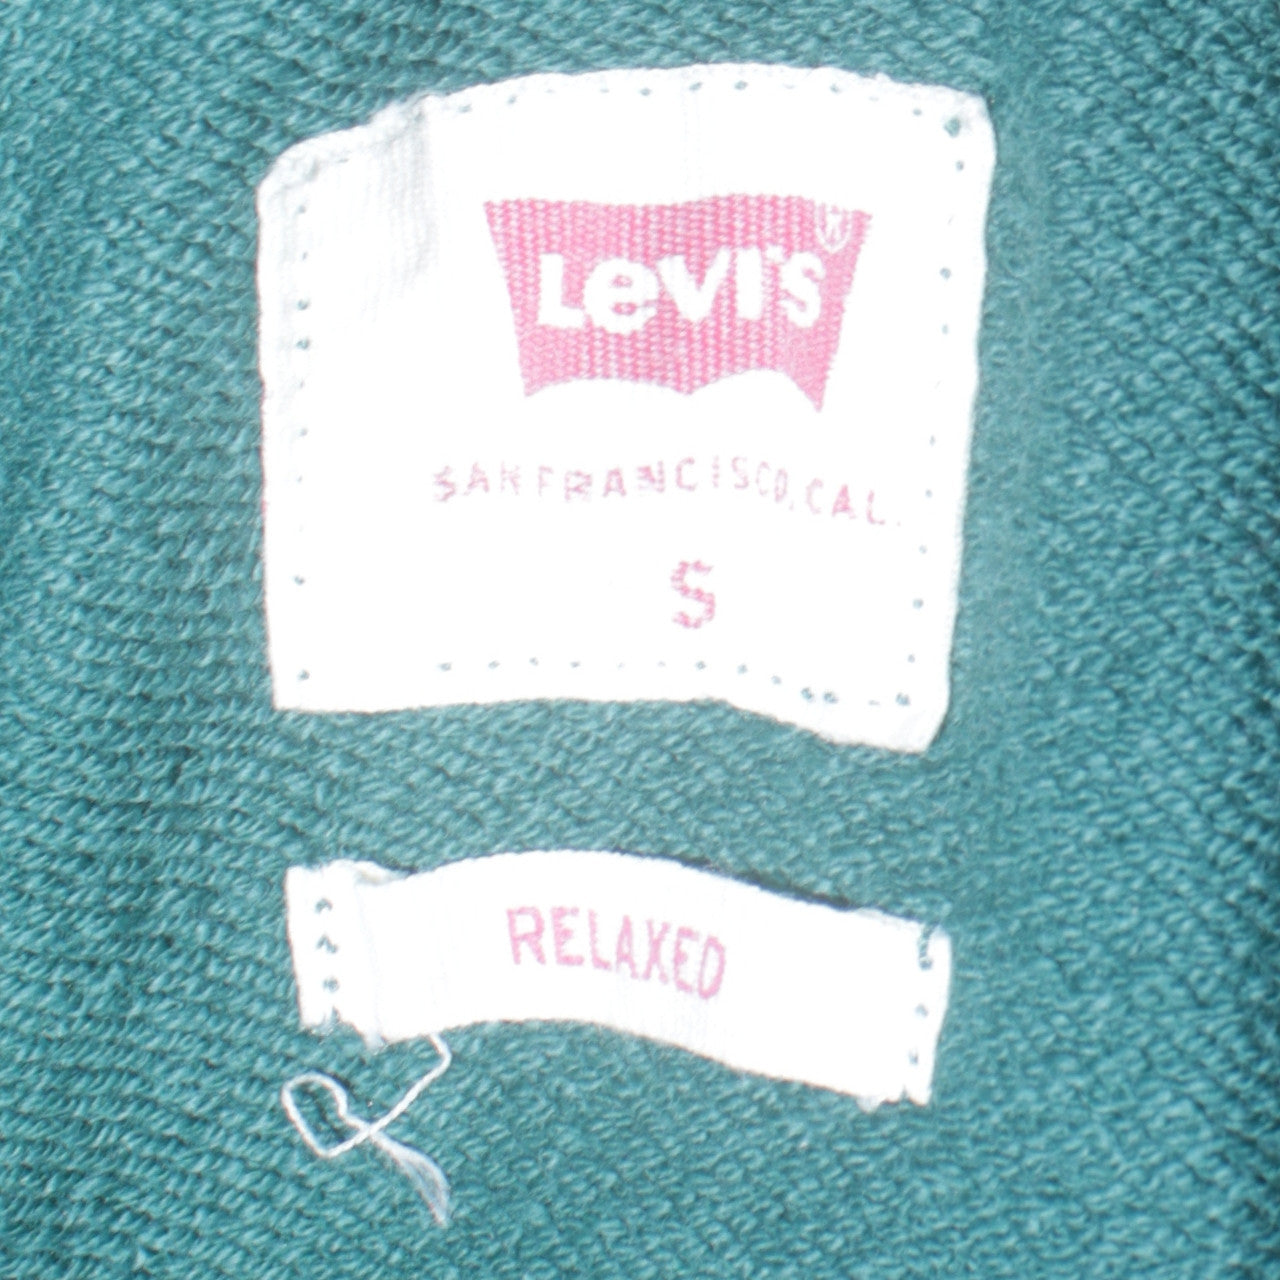 Levi's
SAN FRANCISCO, CAL.
S
RELAXED